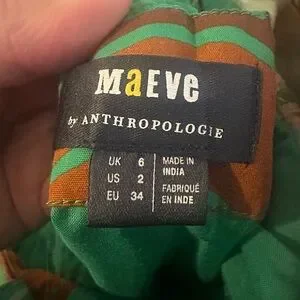 MaEVe
by ANTHROPOLOGIE
UK 6
US 2
EU 34
MADE IN
INDIA
FABRIQUÉ
EN INDE